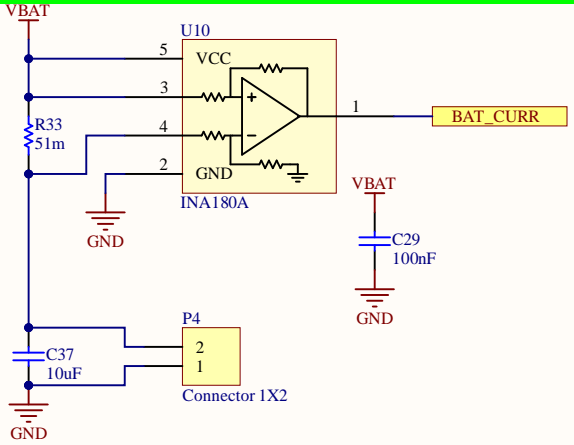 VBAT
U10
5
VCC
3
+
1
BAT_CURR
R33
51m
4
−
2
GND
INA180A
GND
VBAT
C29
100nF
GND
P4
2
1
Connector 1X2
C37
10uF
GND